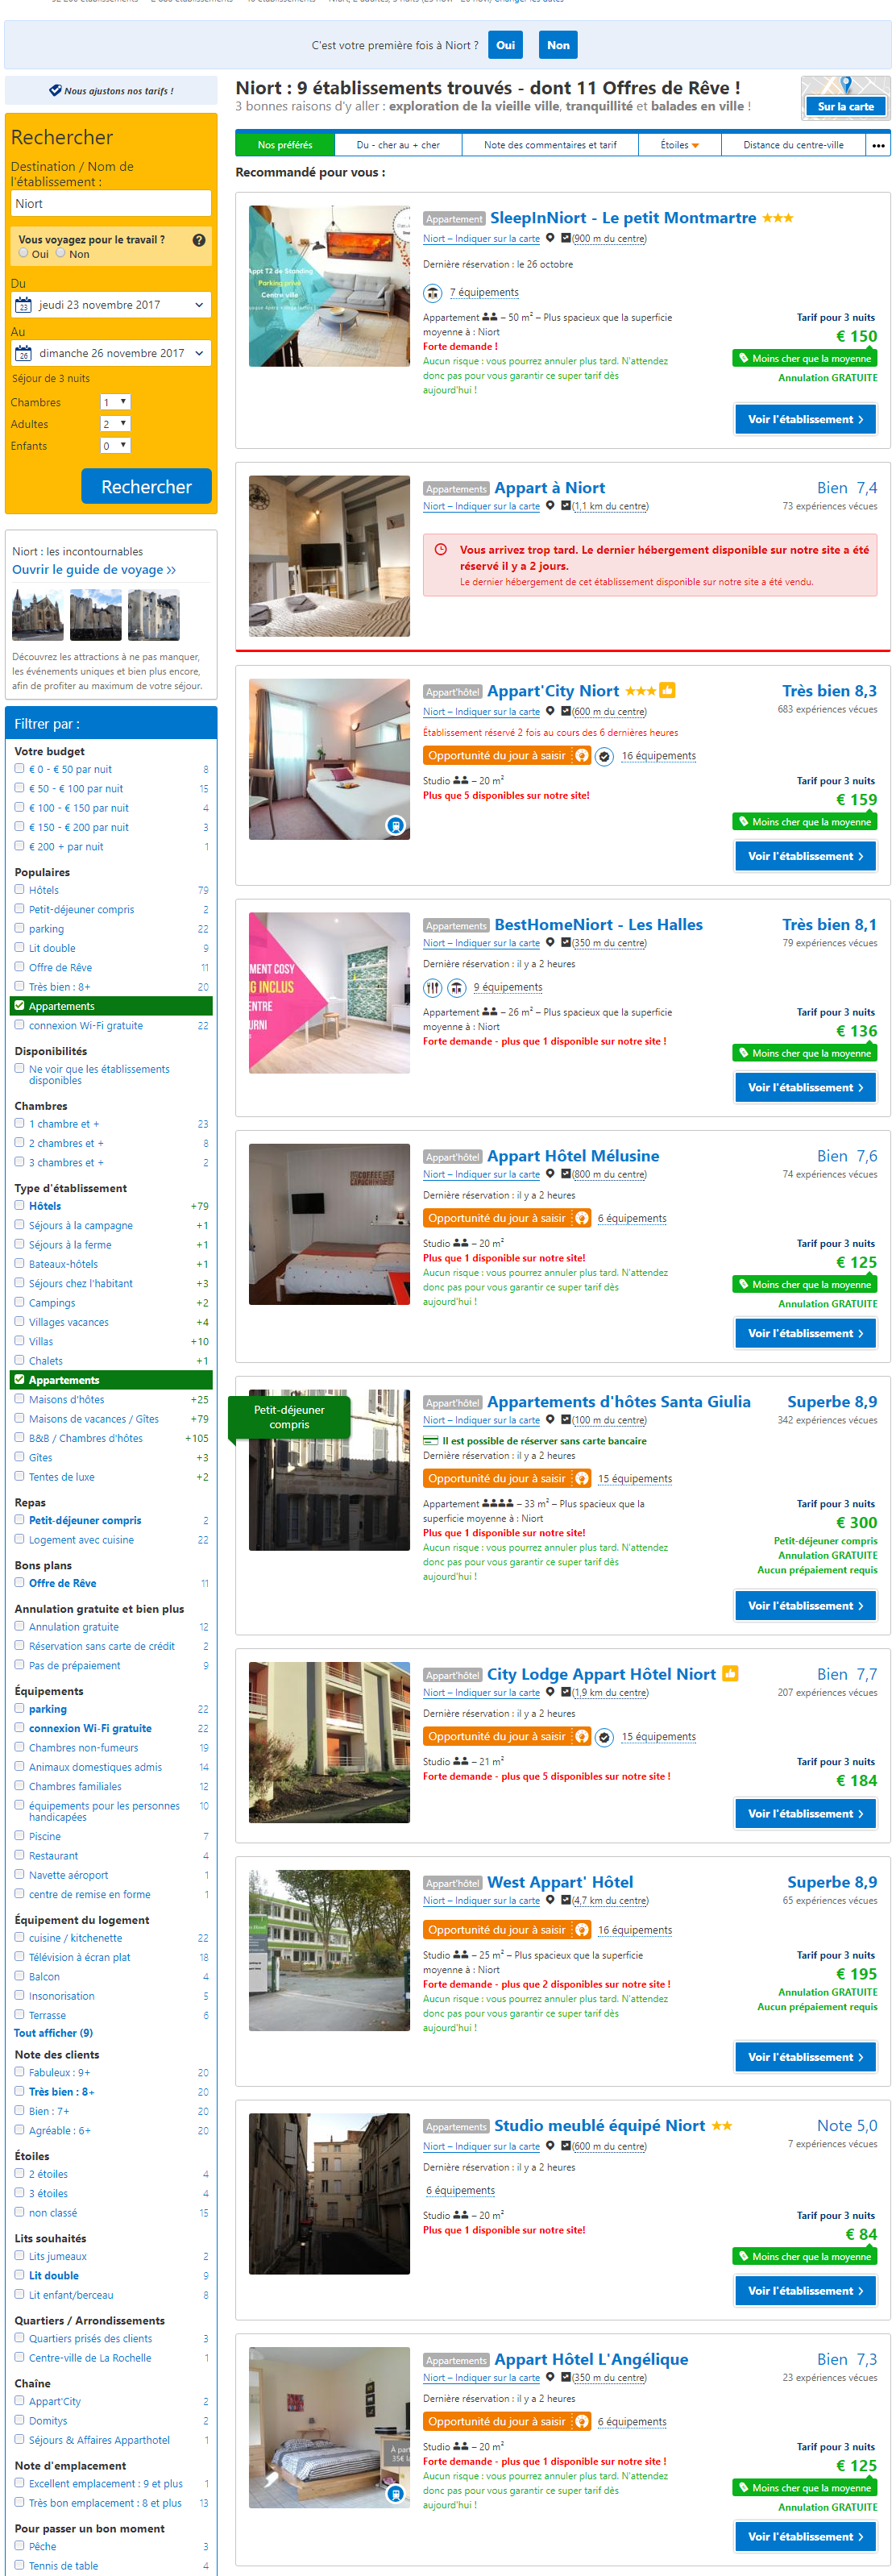 C'est votre première fois à Niort ?
Oui
Non
Nous ajustons nos tarifs !
Rechercher
Destination / Nom de
l'établissement :
Niort
Vous voyagez pour le travail ?
Oui Non
Du
23
jeudi 23 novembre 2017
Au
26
dimanche 26 novembre 2017
Séjour de 3 nuits
Chambres 1
Adultes 2
Enfants 0
Rechercher
Niort : les incontournables
Ouvrir le guide de voyage
Découvrez les attractions à ne pas manquer,
les événements uniques et bien plus encore,
afin de profiter au maximum de votre séjour.
Filtrer par :
Votre budget
€ 0 - € 50 par nuit 8
€ 50 - € 100 par nuit 15
€ 100 - € 150 par nuit 4
€ 150 - € 200 par nuit 3
€ 200 + par nuit 1
Populaires
Hôtels 79
Petit-déjeuner compris 2
parking 22
Lit double 9
Offre de Rêve 11
Très bien : 8+ 20
Appartements
connexion Wi-Fi gratuite 22
Disponibilités
Ne voir que les établissements
disponibles
Chambres
1 chambre et + 23
2 chambres et + 8
3 chambres et + 2
Type d'établissement
Hôtels +79
Séjours à la campagne +1
Séjours à la ferme +1
Bateaux-hôtels +1
Séjours chez l'habitant +3
Campings +2
Villages vacances +4
Villas +10
Chalets +1
Appartements
Maisons d'hôtes +25
Maisons de vacances / Gîtes +79
B&B / Chambres d'hôtes +105
Gîtes +3
Tentes de luxe +2
Repas
Petit-déjeuner compris 2
Logement avec cuisine 22
Bons plans
Offre de Rêve 11
Annulation gratuite et bien plus
Annulation gratuite 12
Réservation sans carte de crédit 2
Pas de prépaiement 9
Équipements
parking 22
connexion Wi-Fi gratuite 22
Chambres non-fumeurs 19
Animaux domestiques admis 14
Chambres familiales 12
équipements pour les personnes 10
handicapées
Piscine 7
Restaurant 4
Navette aéroport 1
centre de remise en forme 1
Équipement du logement
cuisine / kitchenette 22
Télévision à écran plat 18
Balcon 4
Insonorisation 5
Terrasse 6
Tout afficher (9)
Note des clients
Fabuleux : 9+ 20
Très bien : 8+ 20
Bien : 7+ 20
Agréable : 6+ 20
Étoiles
2 étoiles 4
3 étoiles 4
non classé 15
Lits souhaités
Lits jumeaux 2
Lit double 9
Lit enfant/berceau 8
Quartiers / Arrondissements
Quartiers prisés des clients 3
Centre-ville de La Rochelle 1
Chaîne
Appart'City 2
Domitys 2
Séjours & Affaires Apparthotel 1
Note d'emplacement
Excellent emplacement : 9 et plus 1
Très bon emplacement : 8 et plus 13
Pour passer un bon moment
Pêche 3
Tennis de table 4
Niort : 9 établissements trouvés - dont 11 Offres de Rêve !
3 bonnes raisons d'y aller : exploration de la vieille ville, tranquillité et balades en ville !
Sur la carte
Nos préférés
Du - cher au + cher
Note des commentaires et tarif
Étoiles
Distance du centre-ville
•••
Recommandé pour vous :
Appt T2 de Standing
Parking privé
Centre ville
Appartement SleepInNiort - Le petit Montmartre
Niort – Indiquer sur la carte (900 m du centre)
Dernière réservation : le 26 octobre
7 équipements
Appartement – 50 m² – Plus spacieux que la superficie
moyenne à : Niort
Forte demande !
Aucun risque : vous pourrez annuler plus tard. N'attendez
donc pas pour vous garantir ce super tarif dès
aujourd'hui !
Tarif pour 3 nuits
€ 150
Moins cher que la moyenne
Annulation GRATUITE
Voir l'établissement
Appartements Appart à Niort
Bien 7,4
Niort – Indiquer sur la carte (1,1 km du centre)
73 expériences vécues
Vous arrivez trop tard. Le dernier hébergement disponible sur notre site a été
réservé il y a 2 jours.
Le dernier hébergement de cet établissement disponible sur notre site a été vendu.
Appart'hôtel Appart'City Niort
Très bien 8,3
Niort – Indiquer sur la carte (600 m du centre)
683 expériences vécues
Établissement réservé 2 fois au cours des 6 dernières heures
Opportunité du jour à saisir 16 équipements
Studio – 20 m²
Plus que 5 disponibles sur notre site!
Tarif pour 3 nuits
€ 159
Moins cher que la moyenne
Voir l'établissement
MENT COSY
G INCLUS
ENTRE
URNI
Appartements BestHomeNiort - Les Halles
Très bien 8,1
Niort – Indiquer sur la carte (350 m du centre)
79 expériences vécues
Dernière réservation : il y a 2 heures
9 équipements
Appartement – 26 m² – Plus spacieux que la superficie
moyenne à : Niort
Forte demande - plus que 1 disponible sur notre site !
Tarif pour 3 nuits
€ 136
Moins cher que la moyenne
Voir l'établissement
Appart'hôtel Appart Hôtel Mélusine
Bien 7,6
Niort – Indiquer sur la carte (800 m du centre)
74 expériences vécues
Dernière réservation : il y a 2 heures
Opportunité du jour à saisir 6 équipements
Studio – 20 m²
Plus que 1 disponible sur notre site!
Aucun risque : vous pourrez annuler plus tard. N'attendez
donc pas pour vous garantir ce super tarif dès
aujourd'hui !
Tarif pour 3 nuits
€ 125
Moins cher que la moyenne
Annulation GRATUITE
Voir l'établissement
Petit-déjeuner
compris
Appart'hôtel Appartements d'hôtes Santa Giulia
Superbe 8,9
Niort – Indiquer sur la carte (100 m du centre)
342 expériences vécues
Il est possible de réserver sans carte bancaire
Dernière réservation : il y a 2 heures
Opportunité du jour à saisir 15 équipements
Appartement – 33 m² – Plus spacieux que la
superficie moyenne à : Niort
Plus que 1 disponible sur notre site!
Aucun risque : vous pourrez annuler plus tard. N'attendez
donc pas pour vous garantir ce super tarif dès
aujourd'hui !
Tarif pour 3 nuits
€ 300
Petit-déjeuner compris
Annulation GRATUITE
Aucun prépaiement requis
Voir l'établissement
Appart'hôtel City Lodge Appart Hôtel Niort
Bien 7,7
Niort – Indiquer sur la carte (1,9 km du centre)
207 expériences vécues
Dernière réservation : il y a 2 heures
Opportunité du jour à saisir 15 équipements
Studio – 21 m²
Forte demande - plus que 5 disponibles sur notre site !
Tarif pour 3 nuits
€ 184
Voir l'établissement
Appart'hôtel West Appart' Hôtel
Superbe 8,9
Niort – Indiquer sur la carte (4,7 km du centre)
65 expériences vécues
Opportunité du jour à saisir 16 équipements
Studio – 25 m² – Plus spacieux que la superficie
moyenne à : Niort
Forte demande - plus que 2 disponibles sur notre site !
Aucun risque : vous pourrez annuler plus tard. N'attendez
donc pas pour vous garantir ce super tarif dès
aujourd'hui !
Tarif pour 3 nuits
€ 195
Annulation GRATUITE
Aucun prépaiement requis
Voir l'établissement
Appartements Studio meublé équipé Niort
Note 5,0
Niort – Indiquer sur la carte (600 m du centre)
7 expériences vécues
Dernière réservation : il y a 2 heures
6 équipements
Studio – 20 m²
Plus que 1 disponible sur notre site!
Tarif pour 3 nuits
€ 84
Moins cher que la moyenne
Voir l'établissement
Appartements Appart Hôtel L'Angélique
Bien 7,3
Niort – Indiquer sur la carte (350 m du centre)
23 expériences vécues
Dernière réservation : il y a 2 heures
Opportunité du jour à saisir 6 équipements
Studio – 20 m²
Forte demande - plus que 1 disponible sur notre site !
Aucun risque : vous pourrez annuler plus tard. N'attendez
donc pas pour vous garantir ce super tarif dès
aujourd'hui !
Tarif pour 3 nuits
€ 125
Moins cher que la moyenne
Annulation GRATUITE
Voir l'établissement